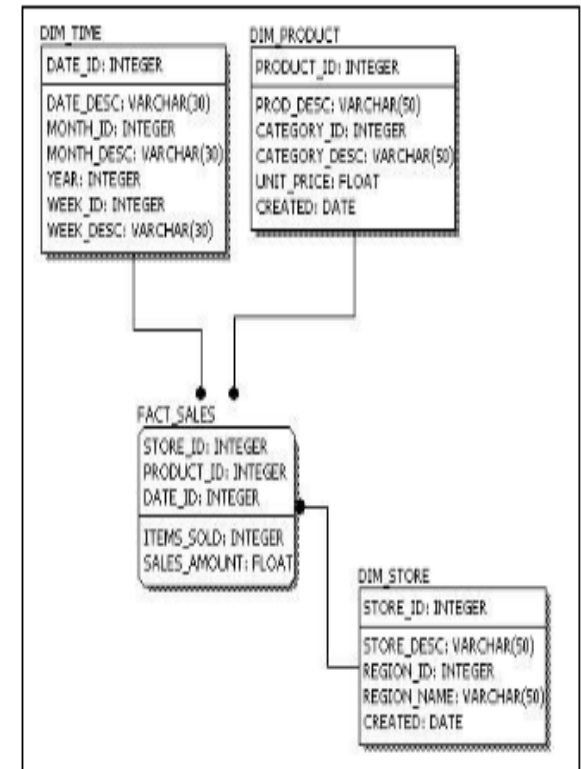 DIM_TIME
DATE_ID: INTEGER
DATE_DESC: VARCHAR(30)
MONTH_ID: INTEGER
MONTH_DESC: VARCHAR(30)
YEAR: INTEGER
WEEK_ID: INTEGER
WEEK_DESC: VARCHAR(30)
DIM_PRODUCT
PRODUCT_ID: INTEGER
PROD_DESC: VARCHAR(50)
CATEGORY_ID: INTEGER
CATEGORY_DESC: VARCHAR(50)
UNIT_PRICE: FLOAT
CREATED: DATE
FACT_SALES
STORE_ID: INTEGER
PRODUCT_ID: INTEGER
DATE_ID: INTEGER
ITEMS_SOLD: INTEGER
SALES_AMOUNT: FLOAT
DIM_STORE
STORE_ID: INTEGER
STORE_DESC: VARCHAR(50)
REGION_ID: INTEGER
REGION_NAME: VARCHAR(50)
CREATED: DATE